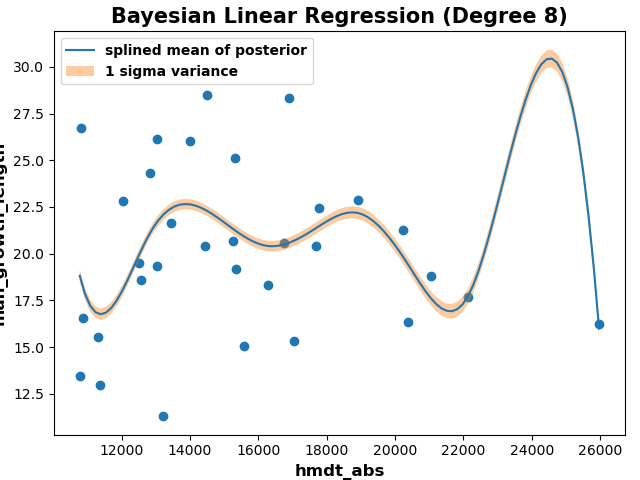 Bayesian Linear Regression (Degree 8)
splined mean of posterior
1 sigma variance
30.0
27.5
25.0
22.5
20.0
17.5
15.0
12.5
12000 14000 16000 18000 20000 22000 24000 26000
hmdt_abs